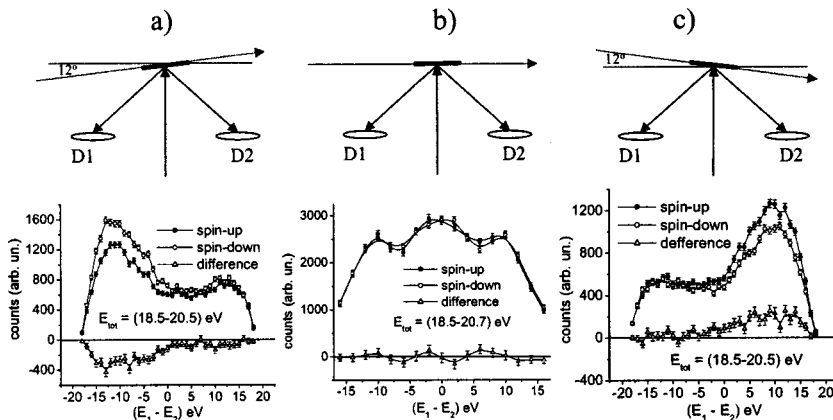 a)
b)
c)
12°
12°
D1
D2
D1
D2
D1
D2
counts (arb. un.)
1600
1200
800
400
0
-400
spin-up
spin-down
difference
E_tot = (18.5-20.5) eV
-20 -15 -10 -5 0 5 10 15 20
(E_1 - E_2) eV
counts (arb. un.)
3000
2000
1000
0
spin-up
spin-down
difference
E_tot = (18.5-20.7) eV
-15 -10 -5 0 5 10 15
(E_1 - E_2) eV
counts (arb. un.)
1200
800
400
0
-400
spin-up
spin-down
defference
E_tot = (18.5-20.5) eV
-20 -15 -10 -5 0 5 10 15 20
(E_1 - E_2) eV